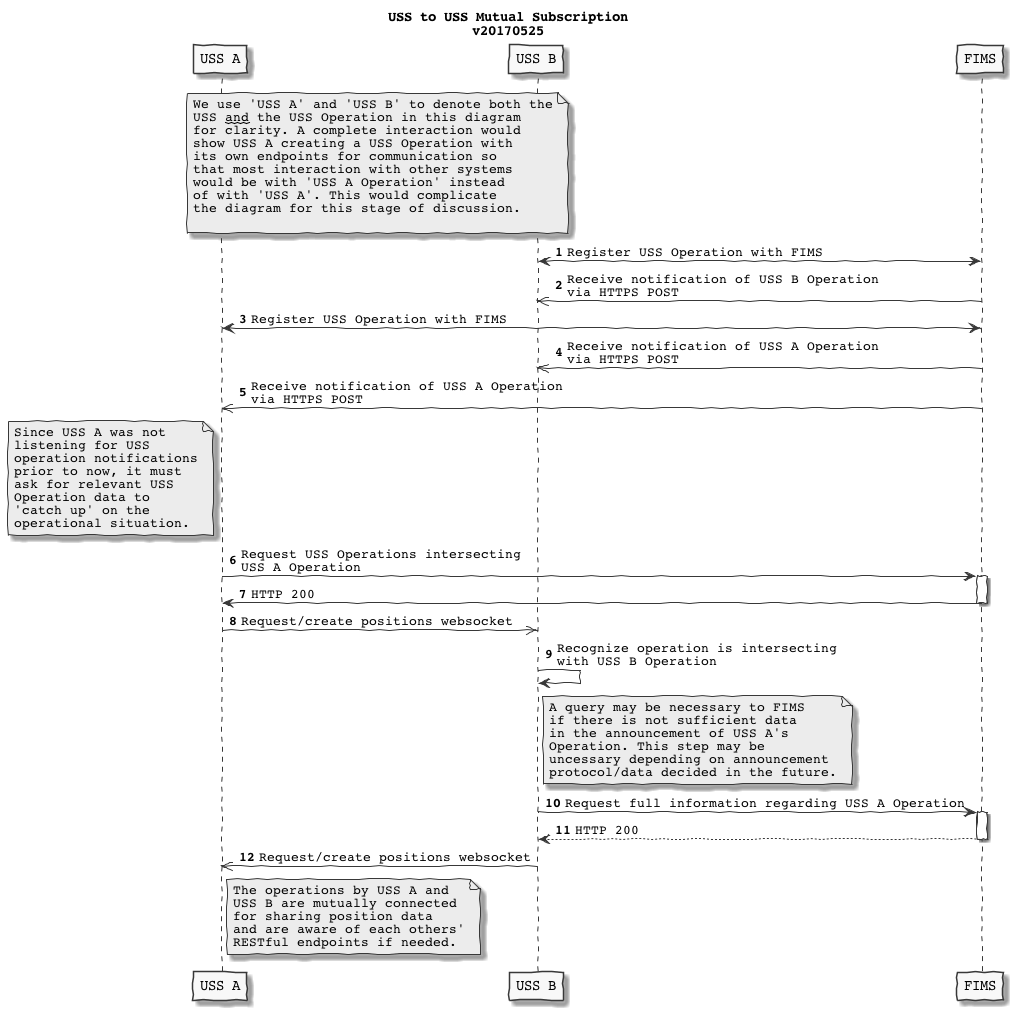 USS to USS Mutual Subscription
v20170525
USS A
USS B
FIMS
We use 'USS A' and 'USS B' to denote both the
USS and the USS Operation in this diagram
for clarity. A complete interaction would
show USS A creating a USS Operation with
its own endpoints for communication so
that most interaction with other systems
would be with 'USS A Operation' instead
of with 'USS A'. This would complicate
the diagram for this stage of discussion.
1 Register USS Operation with FIMS
2 Receive notification of USS B Operation
via HTTPS POST
3 Register USS Operation with FIMS
4 Receive notification of USS A Operation
via HTTPS POST
5 Receive notification of USS A Operation
via HTTPS POST
Since USS A was not
listening for USS
operation notifications
prior to now, it must
ask for relevant USS
Operation data to
'catch up' on the
operational situation.
6 Request USS Operations intersecting
USS A Operation
7 HTTP 200
8 Request/create positions websocket
9 Recognize operation is intersecting
with USS B Operation
A query may be necessary to FIMS
if there is not sufficient data
in the announcement of USS A's
Operation. This step may be
uncessary depending on announcement
protocol/data decided in the future.
10 Request full information regarding USS A Operation
11 HTTP 200
12 Request/create positions websocket
The operations by USS A and
USS B are mutually connected
for sharing position data
and are aware of each others'
RESTful endpoints if needed.
USS A
USS B
FIMS